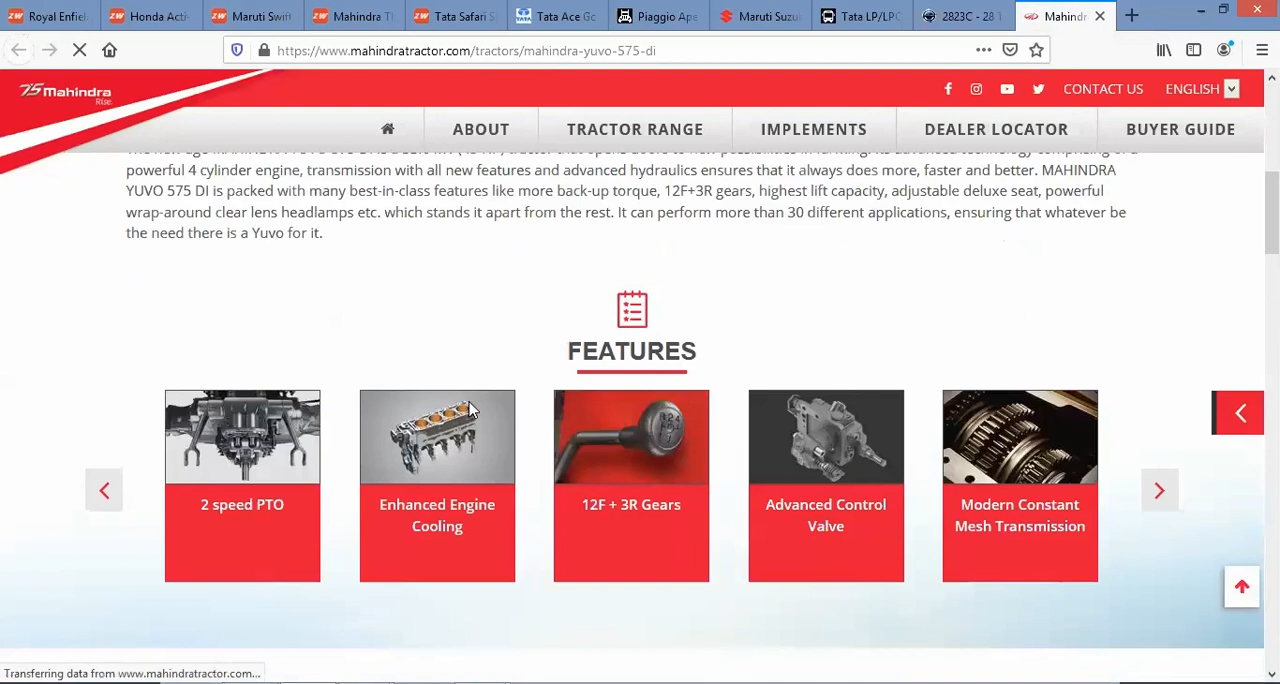 Royal Enfiel
Honda Acti
Maruti Swift
Mahindra T
Tata Safari S
TATA
Tata Ace Go
Piaggio Ape
Maruti Suzu
Tata LP/LPO
2823C - 28 T
Mahindr
https://www.mahindratractor.com/tractors/mahindra-yuvo-575-di
75 Mahindra
Rise.
CONTACT US
ENGLISH
ABOUT
TRACTOR RANGE
IMPLEMENTS
DEALER LOCATOR
BUYER GUIDE
powerful 4 cylinder engine, transmission with all new features and advanced hydraulics ensures that it always does more, faster and better. MAHINDRA
YUVO 575 DI is packed with many best-in-class features like more back-up torque, 12F+3R gears, highest lift capacity, adjustable deluxe seat, powerful
wrap-around clear lens headlamps etc. which stands it apart from the rest. It can perform more than 30 different applications, ensuring that whatever be
the need there is a Yuvo for it.
FEATURES
2 speed PTO
Enhanced Engine
Cooling
12F + 3R Gears
Advanced Control
Valve
Modern Constant
Mesh Transmission
Transferring data from www.mahindratractor.com...